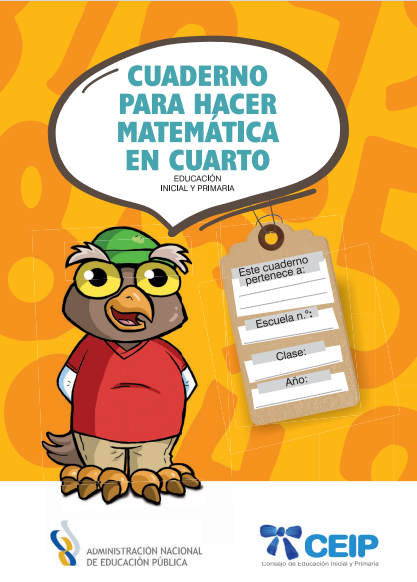 CUADERNO
PARA HACER
MATEMÁTICA
EN CUARTO
EDUCACIÓN
INICIAL Y PRIMARIA
Este cuaderno
pertenece a:
Escuela n.°:
Clase:
Año:
ADMINISTRACIÓN NACIONAL
DE EDUCACIÓN PÚBLICA
CEIP
Consejo de Educación Inicial y Primaria